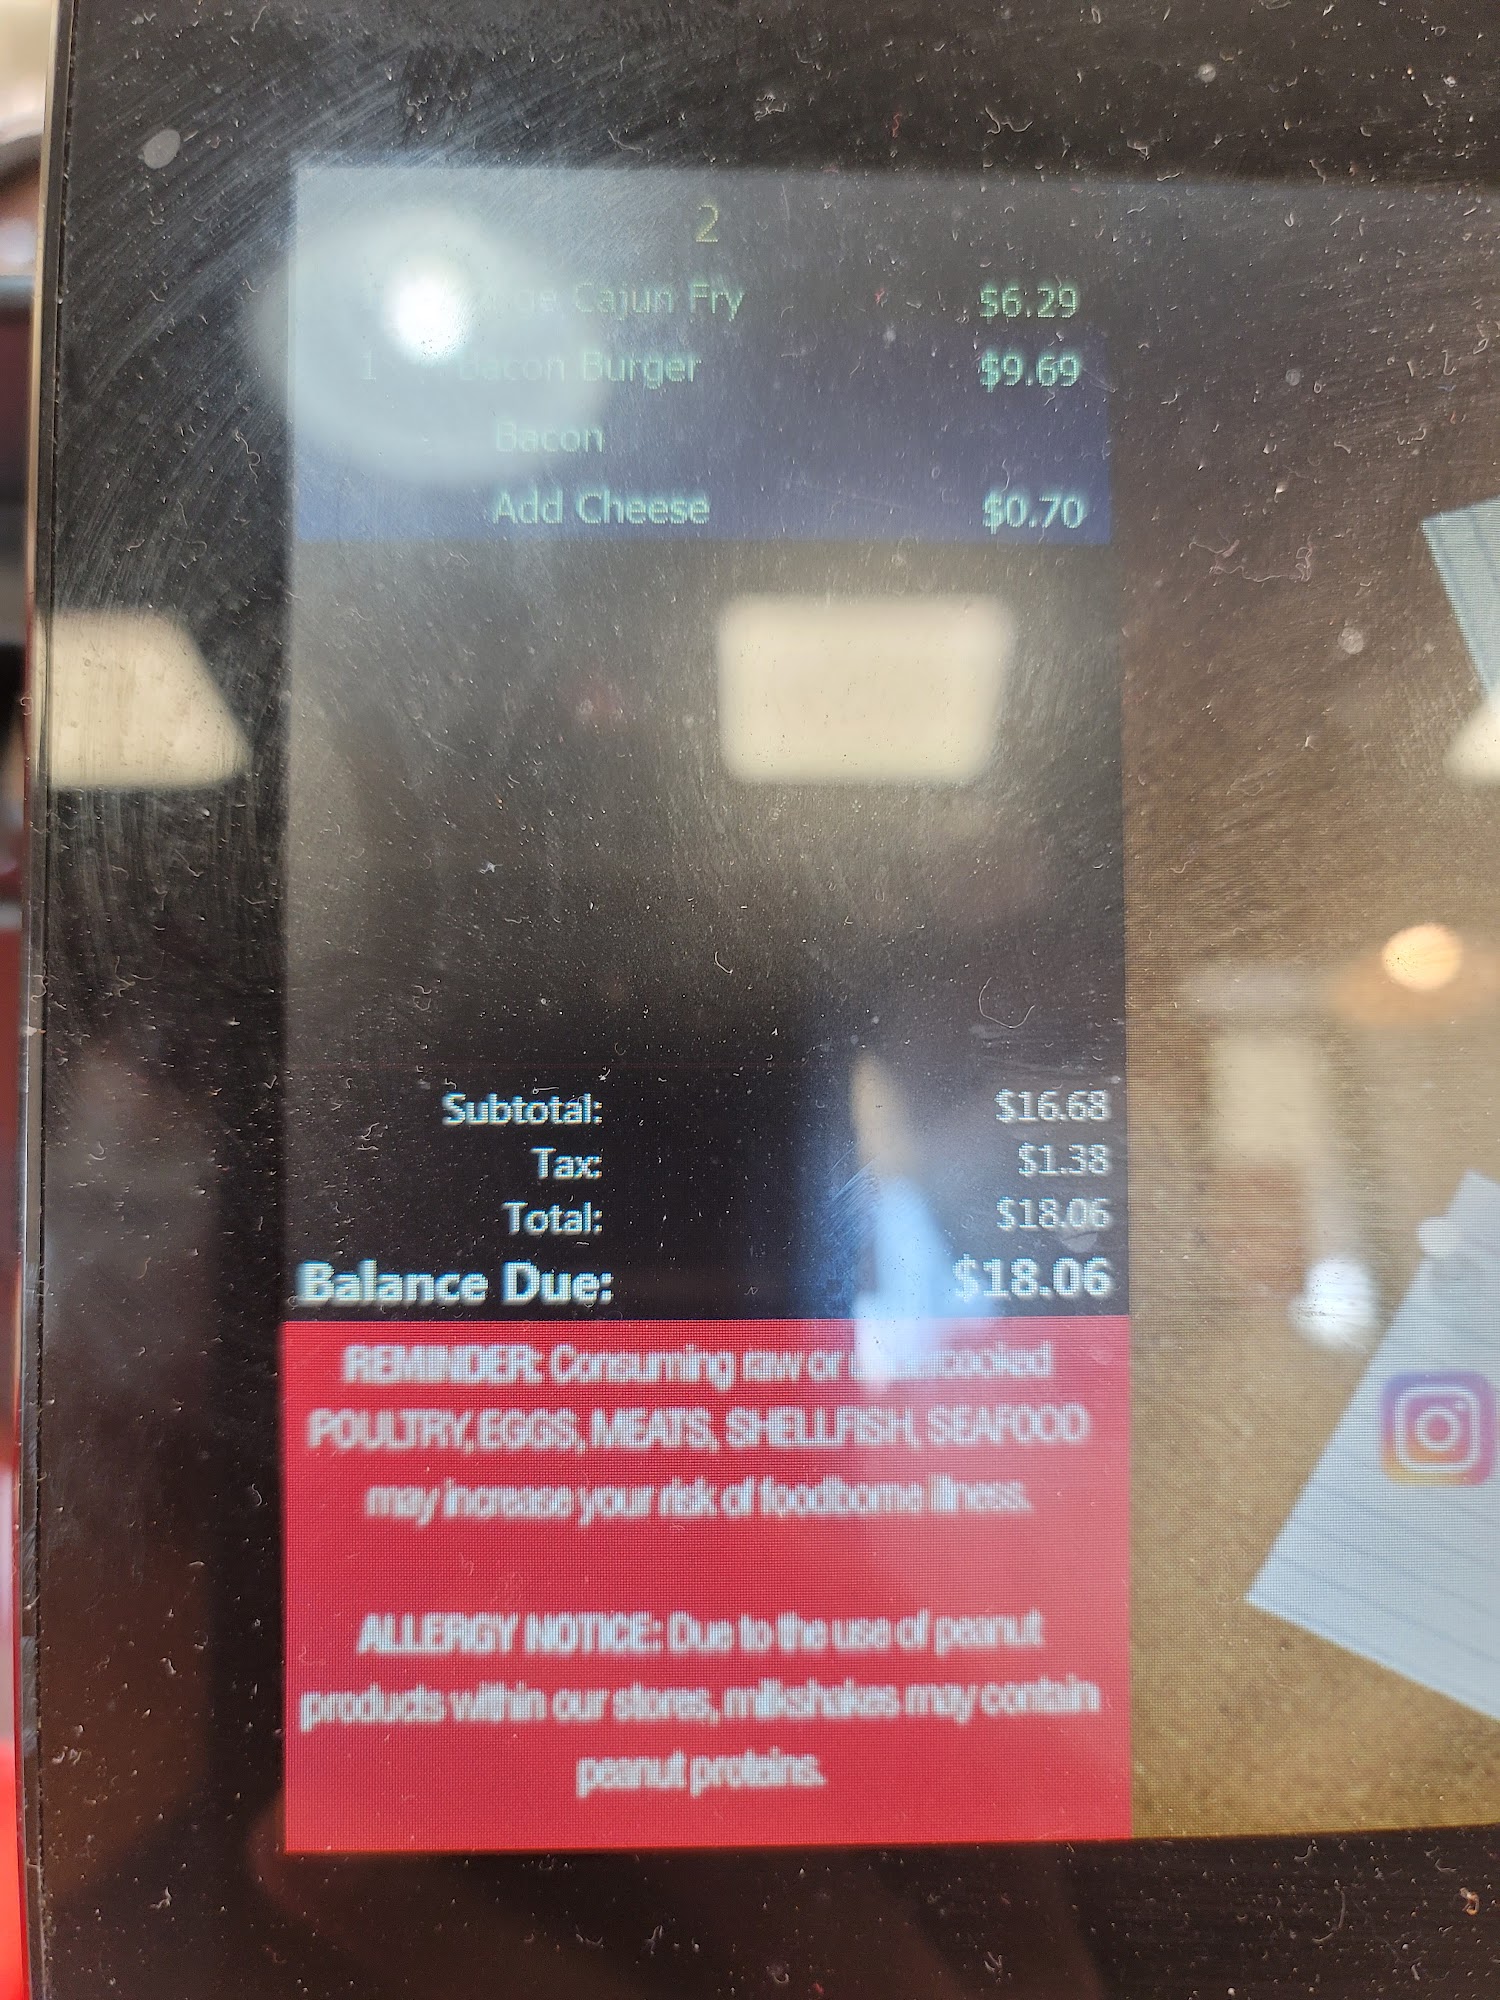 2
Cajun Fry $6.29
1 Bacon Burger $9.69
Bacon
Add Cheese $0.70
Subtotal: $16.68
Tax: $1.38
Total: $18.06
Balance Due: $18.06
REMINDER: Consuming raw or undercooked
POULTRY, EGGS, MEATS, SHELLFISH, SEAFOOD
may increase your risk of foodborne illness.
ALLERGY NOTICE: Due to the use of peanut
products within our stores, milkshakes may contain
peanut proteins.